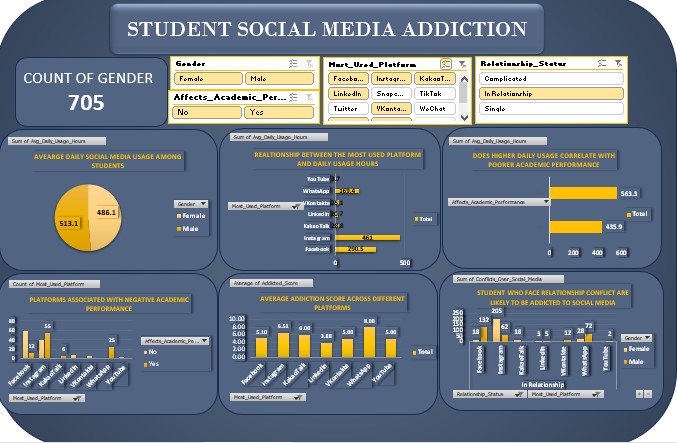 STUDENT SOCIAL MEDIA ADDICTION
COUNT OF GENDER
705
Gender
Female
Male
Affects_Academic_Per...
No
Yes
Most_Used_Platform
Facebo...
Instagr...
KakaoT...
LinkedIn
Snapc...
TikTok
Twitter
VKonta...
WeChat
Relationship_Status
Complicated
In Relationship
Single
Sum of Avg_Daily_Usage_Hours
AVEARGE DAILY SOCIAL MEDIA USAGE AMONG
STUDENTS
513.1
486.1
Gender
Female
Male
Sum of Avg_Daily_Usage_Hours
REALTIONSHIP BETWEEN THE MOST USED PLATFORM
AND DAILY USAGE HOURS
Most_Used_Platform
YouTube
WhatsApp
VKontakte
LinkedIn
KakaoTalk
Instagram
461
Facebook
290.5
0
500
Total
Sum of Avg_Daily_Usage_Hours
DOES HIGHER DAILY USAGE CORRELATE WITH
POORER ACADEMIC PERFORMANCE
Affects_Academic_Performance
563.3
435.9
0 200 400 600
Total
Count of Most_Used_Platform
PLATFORMS ASSOCIATED WITH NEGATIVE ACADEMIC
PERFORMANCE
80
60
40
20
0
12
55
6
25
Facebook
Instagram
KakaoTalk
LinkedIn
VKontakte
WhatsApp
YouTube
Affects_Academic_Pe...
No
Yes
Most_Used_Platform
Average of Addicted_Score
AVERAGE ADDICTION SCORE ACROSS DIFFERENT
PLATFORMS
10.00
8.00
6.00
4.00
2.00
0.00
5.10
6.51
6.00
3.88
5.00
8.00
5.00
Facebook
Instagram
KakaoTalk
LinkedIn
VKontakte
WhatsApp
YouTube
Total
Most_Used_Platform
Sum of Conflicts_Over_Social_Media
STUDENT WHO FACE RELATIONSHIP CONFLICT ARE
LIKELY TO BE ADDICTED TO SOCIAL MEDIA
250
200
150
100
50
0
18
132
205
62
18
3
5
12
28
72
2
Facebook
Instagram
KakaoTalk
LinkedIn
VKontakte
WhatsApp
YouTube
In Relationship
Gender
Female
Male
Relationship_Status
Most_Used_Platform